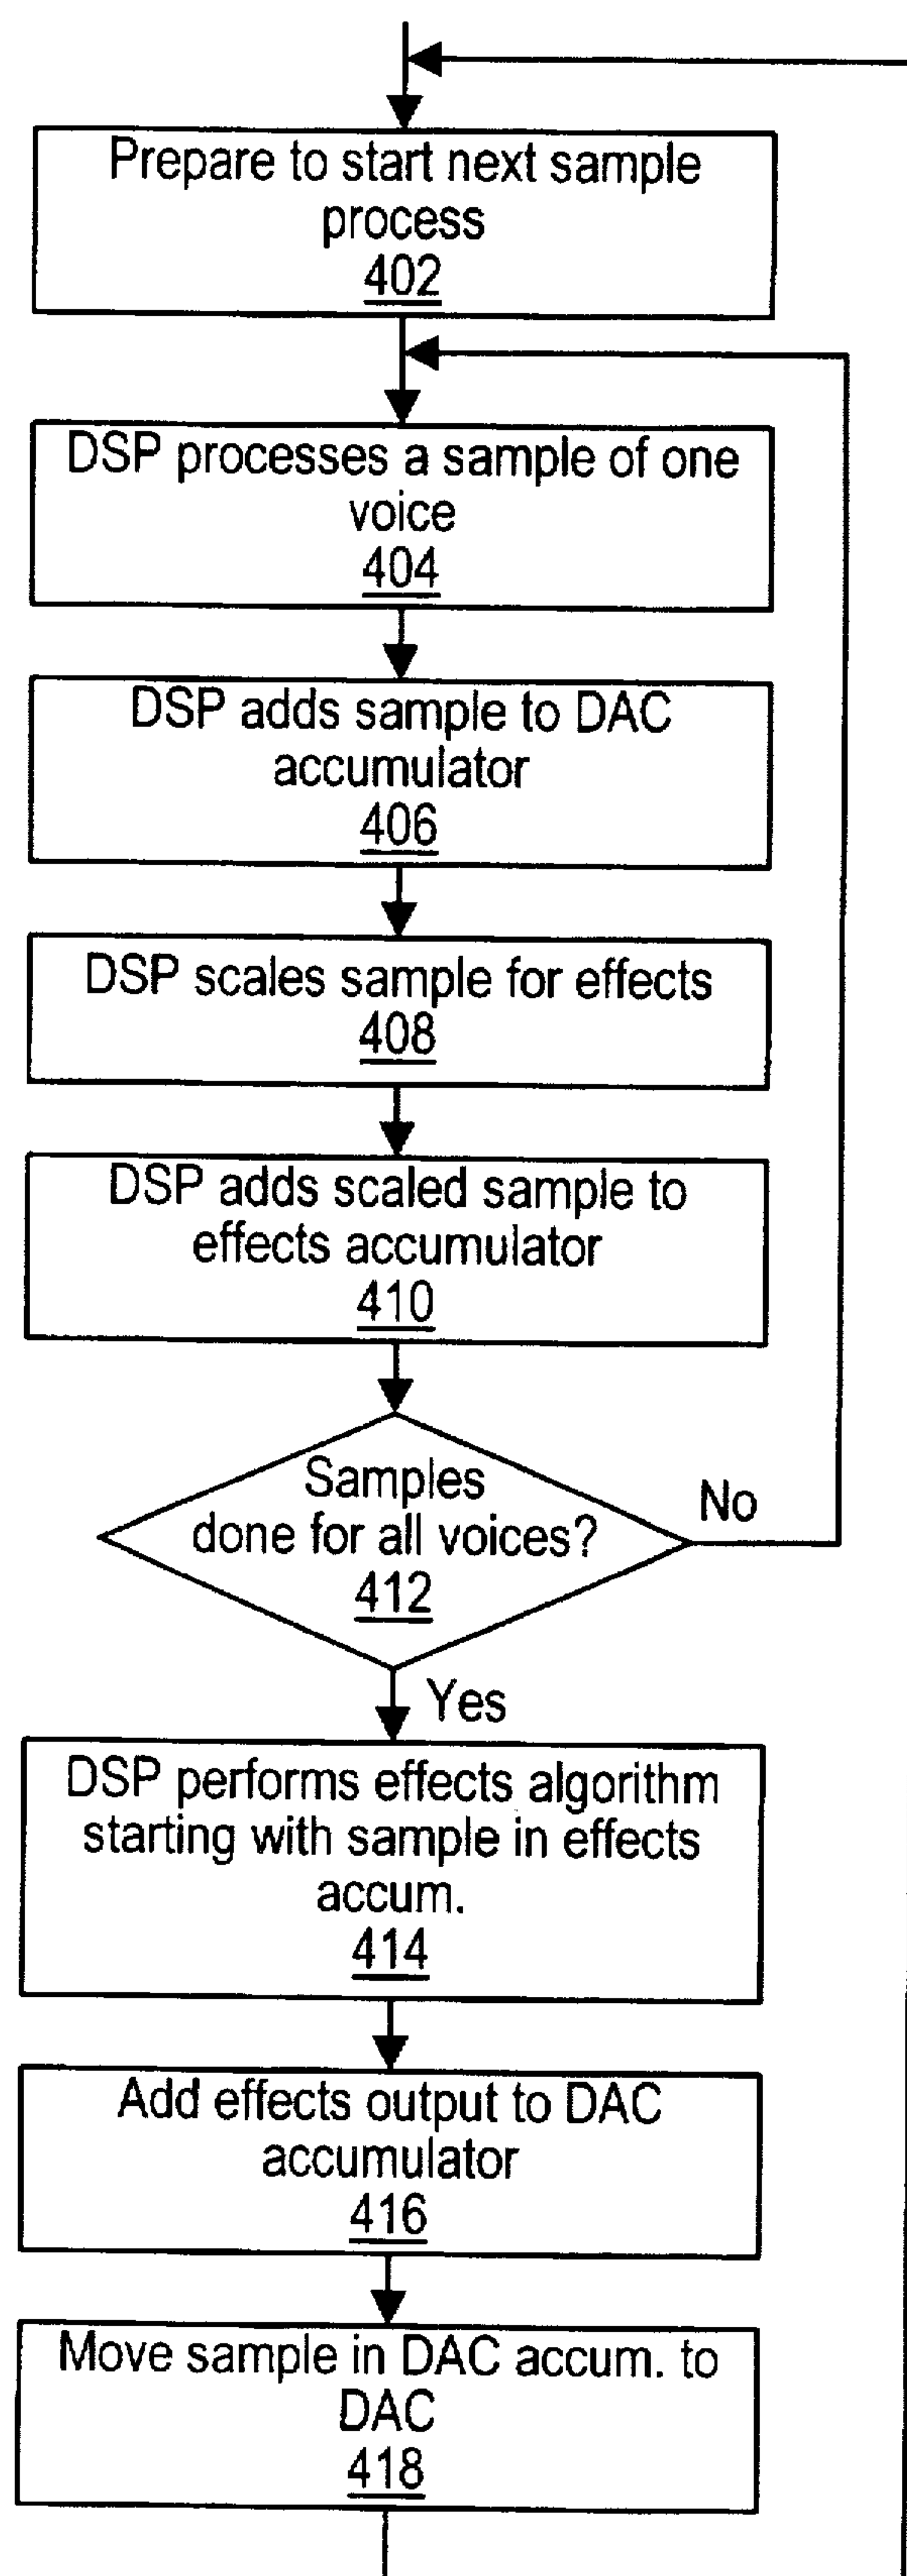 Prepare to start next sample
process
402
DSP processes a sample of one
voice
404
DSP adds sample to DAC
accumulator
406
DSP scales sample for effects
408
DSP adds scaled sample to
effects accumulator
410
Samples
done for all voices?
412
No
Yes
DSP performs effects algorithm
starting with sample in effects
accum.
414
Add effects output to DAC
accumulator
416
Move sample in DAC accum. to
DAC
418